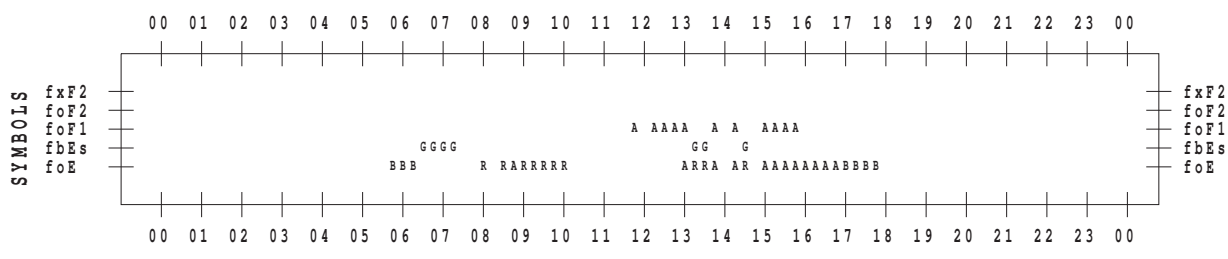 00 01 02 03 04 05 06 07 08 09 10 11 12 13 14 15 16 17 18 19 20 21 22 23 00
SYMBOLS
fxF2 fxF2
foF2 foF2
foF1 A AAAA A A AAAA foF1
fbEs GGGG GG G fbEs
foE BBB R RARRRRR ARRA AR AAAAAAAABBBB foE
00 01 02 03 04 05 06 07 08 09 10 11 12 13 14 15 16 17 18 19 20 21 22 23 00